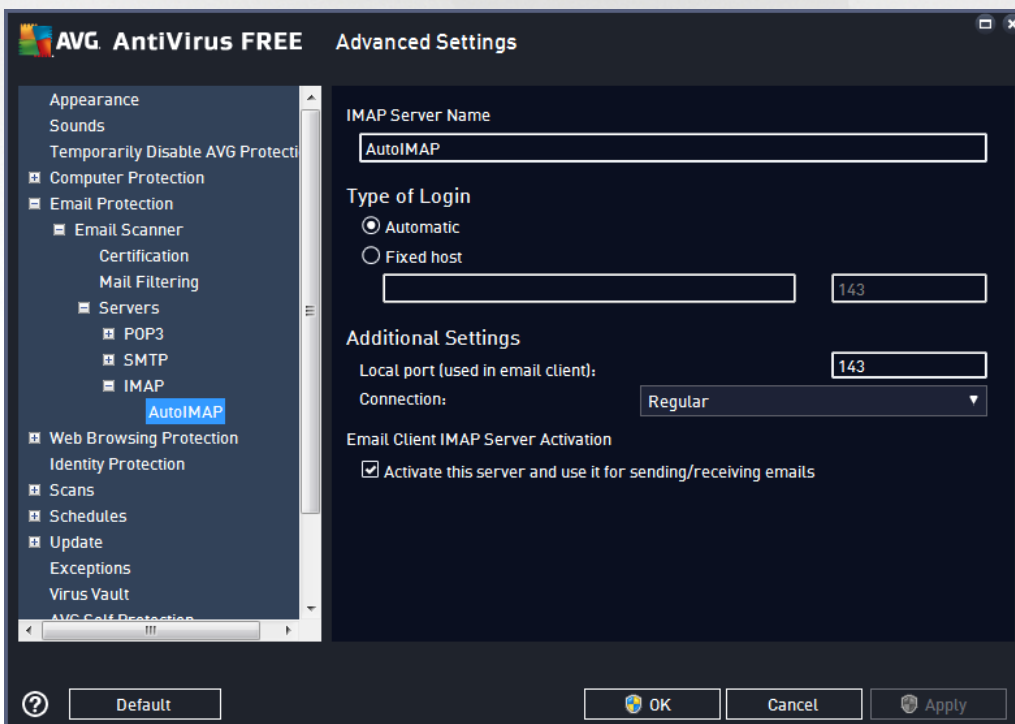 AVG. AntiVirus FREE Advanced Settings
Appearance
Sounds
Temporarily Disable AVG Protecti
Computer Protection
Email Protection
Email Scanner
Certification
Mail Filtering
Servers
POP3
SMTP
IMAP
AutoIMAP
Web Browsing Protection
Identity Protection
Scans
Schedules
Update
Exceptions
Virus Vault
AVG Self Protection
IMAP Server Name
AutoIMAP
Type of Login
Automatic
Fixed host
143
Additional Settings
Local port (used in email client): 143
Connection: Regular
Email Client IMAP Server Activation
Activate this server and use it for sending/receiving emails
? Default OK Cancel Apply